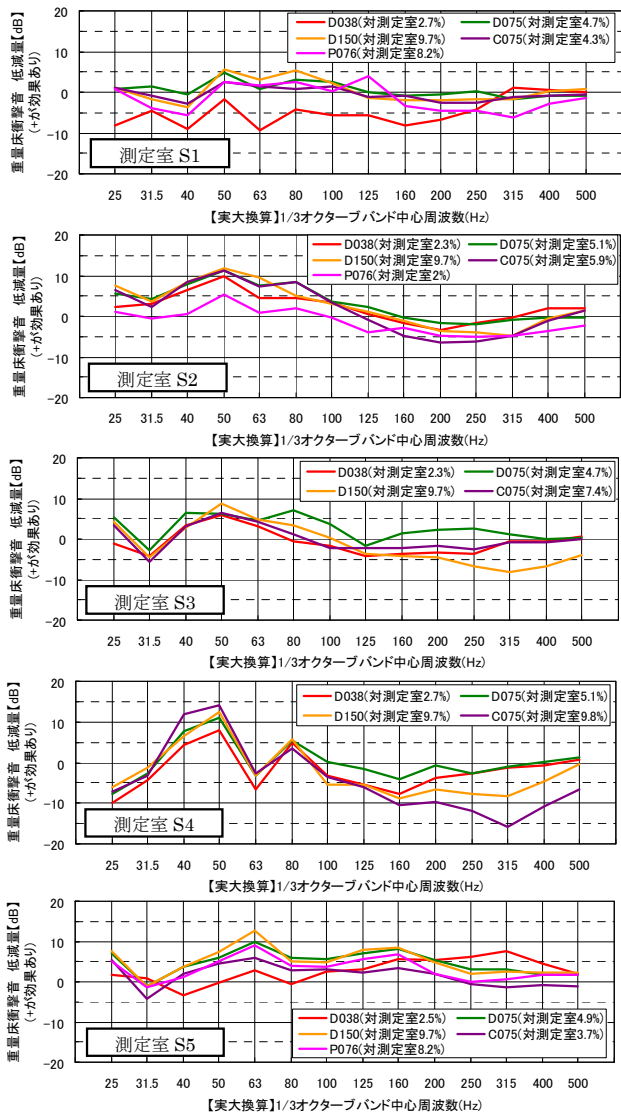 重量床衝撃音 低減量【dB】
(+が効果あり)
20
10
0
-10
-20
D038(対測定室2.7%)
D075(対測定室4.7%)
D150(対測定室9.7%)
C075(対測定室4.3%)
P076(対測定室8.2%)
測定室 S1
25 31.5 40 50 63 80 100 125 160 200 250 315 400 500
【実大換算】1/3オクターブバンド中心周波数(Hz)
重量床衝撃音 低減量【dB】
(+が効果あり)
20
10
0
-10
-20
D038(対測定室2.3%)
D075(対測定室5.1%)
D150(対測定室9.7%)
C075(対測定室5.9%)
P076(対測定室2%)
測定室 S2
25 31.5 40 50 63 80 100 125 160 200 250 315 400 500
【実大換算】1/3オクターブバンド中心周波数(Hz)
重量床衝撃音 低減量【dB】
(+が効果あり)
20
10
0
-10
-20
D038(対測定室2.3%)
D075(対測定室4.7%)
D150(対測定室9.7%)
C075(対測定室7.4%)
測定室 S3
25 31.5 40 50 63 80 100 125 160 200 250 315 400 500
【実大換算】1/3オクターブバンド中心周波数(Hz)
重量床衝撃音 低減量【dB】
(+が効果あり)
20
10
0
-10
-20
D038(対測定室2.7%)
D075(対測定室5.1%)
D150(対測定室9.7%)
C075(対測定室9.8%)
測定室 S4
25 31.5 40 50 63 80 100 125 160 200 250 315 400 500
【実大換算】1/3オクターブバンド中心周波数(Hz)
重量床衝撃音 低減量【dB】
(+が効果あり)
20
10
0
-10
-20
D038(対測定室2.5%)
D075(対測定室4.9%)
D150(対測定室9.7%)
C075(対測定室3.7%)
P076(対測定室8.2%)
測定室 S5
25 31.5 40 50 63 80 100 125 160 200 250 315 400 500
【実大換算】1/3オクターブバンド中心周波数(Hz)